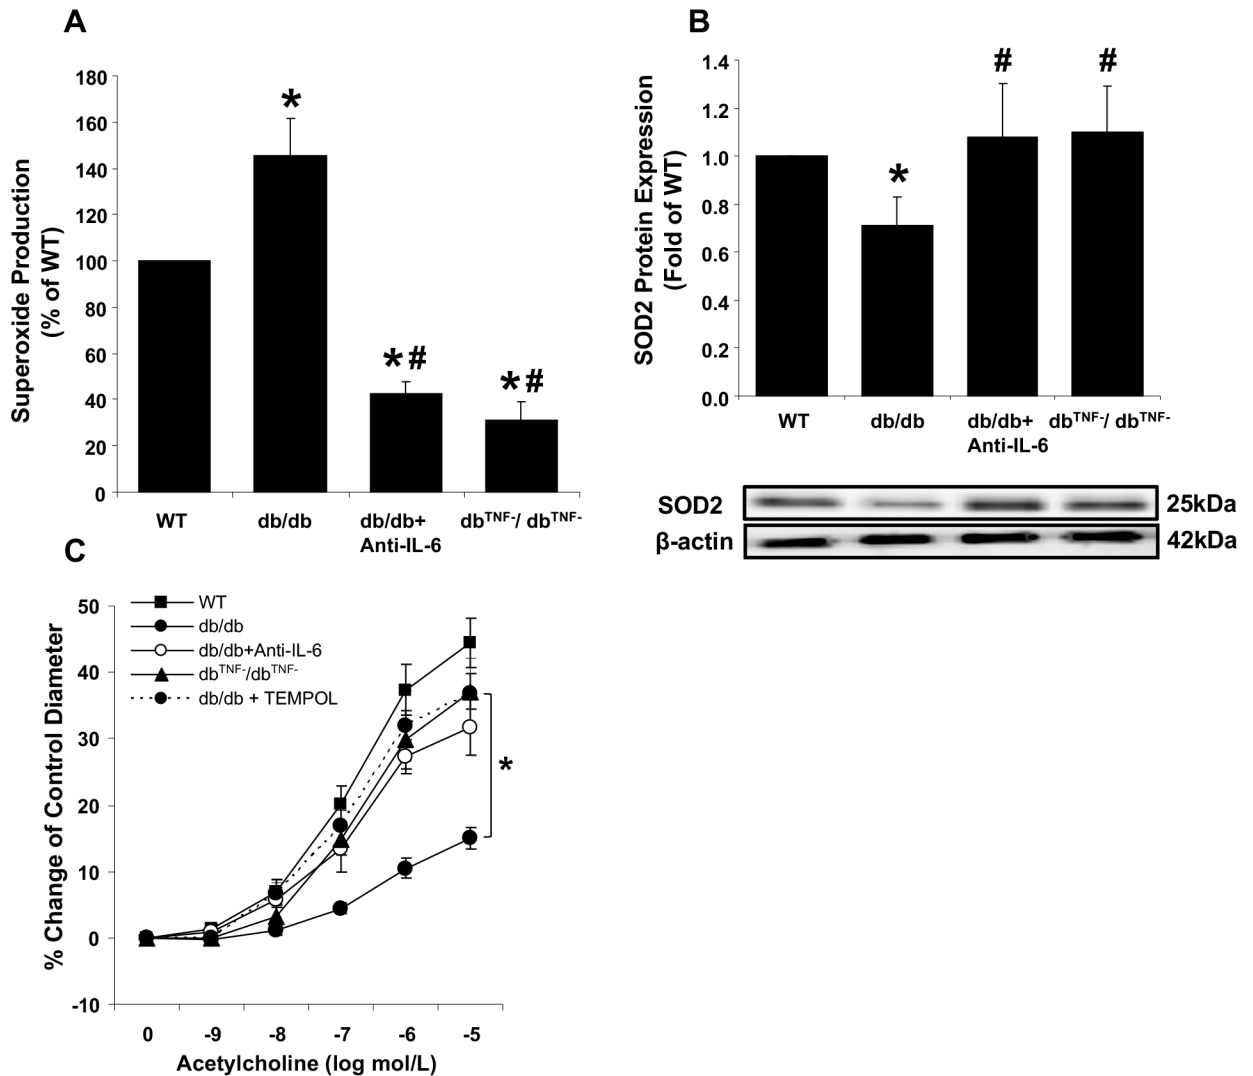 A
180
160
140
120
100
80
60
40
20
0
Superoxide Production
(% of WT)
*
*#
*#
WT
db/db
db/db+
Anti-IL-6
dbTNF-/ dbTNF-
B
1.4
1.2
1.0
0.8
0.6
0.4
0.2
0.0
SOD2 Protein Expression
(Fold of WT)
*
#
#
WT
db/db
db/db+
Anti-IL-6
dbTNF-/ dbTNF-
SOD2
25kDa
β-actin
42kDa
C
50
40
30
20
10
0
-10
% Change of Control Diameter
WT
db/db
db/db+Anti-IL-6
dbTNF-/dbTNF-
db/db + TEMPOL
*
0 -9 -8 -7 -6 -5
Acetylcholine (log mol/L)